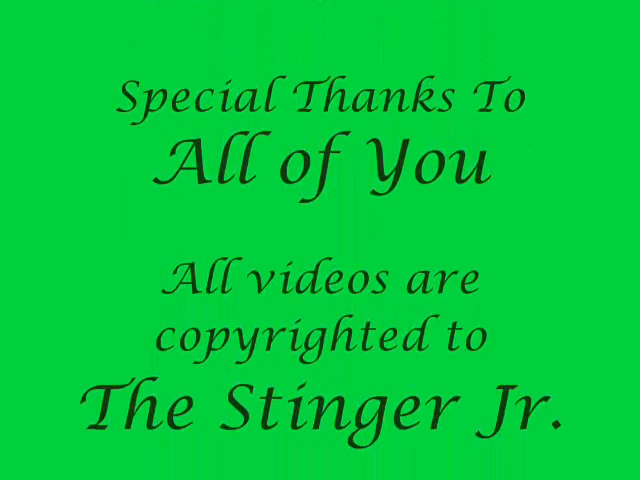 Special Thanks To
All of You
All videos are
copyrighted to
The Stinger Jr.